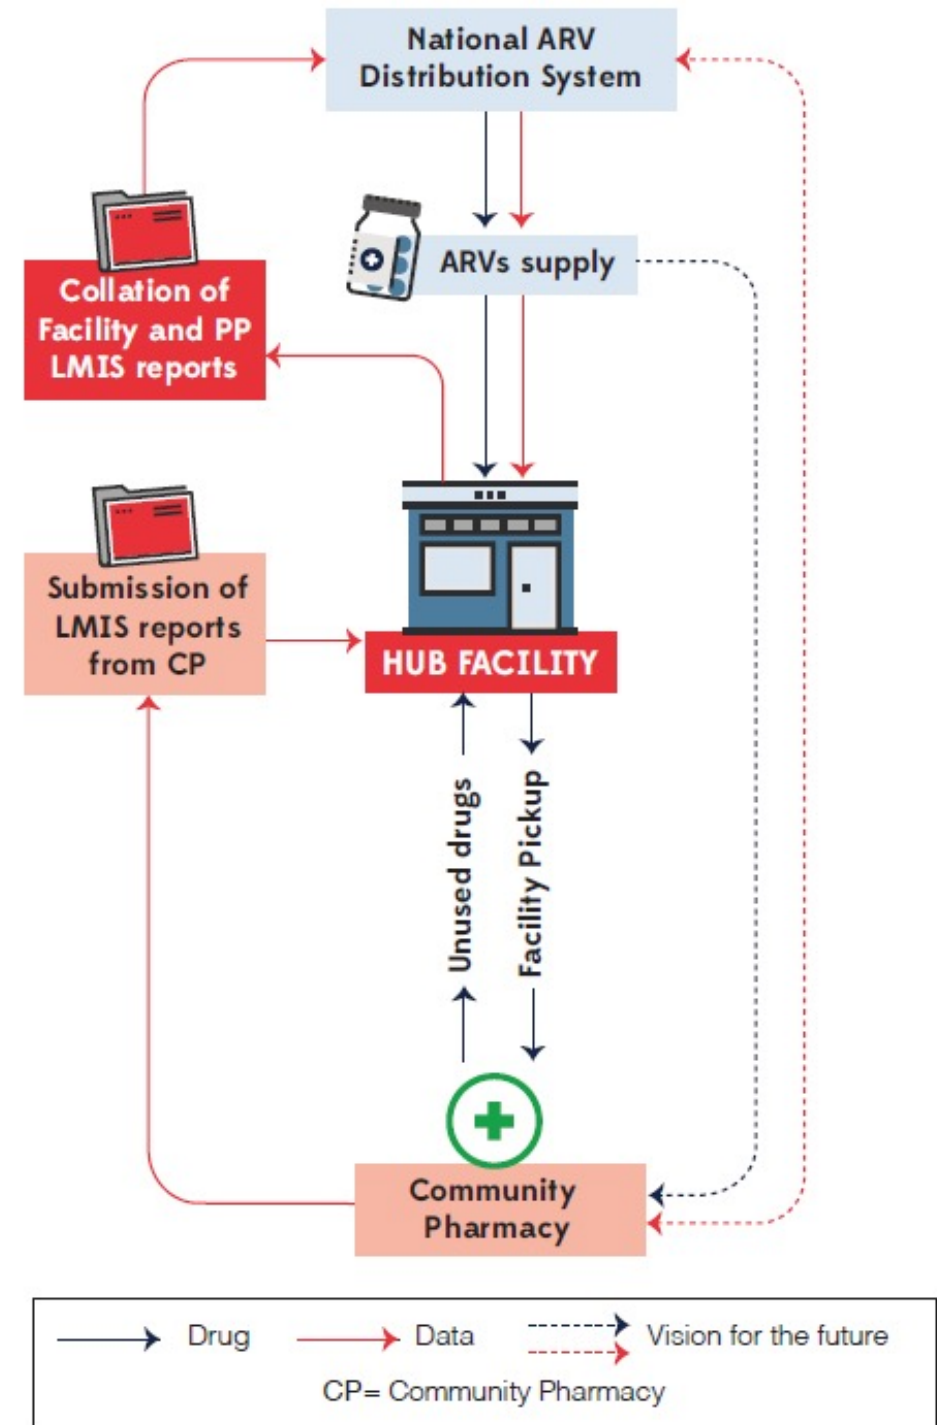 National ARV
Distribution System
ARVs supply
Collation of
Facility and PP
LMIS reports
Submission of
LMIS reports
from CP
HUB FACILITY
Unused drugs
Facility Pickup
Community
Pharmacy
Drug
Data
Vision for the future
CP= Community Pharmacy